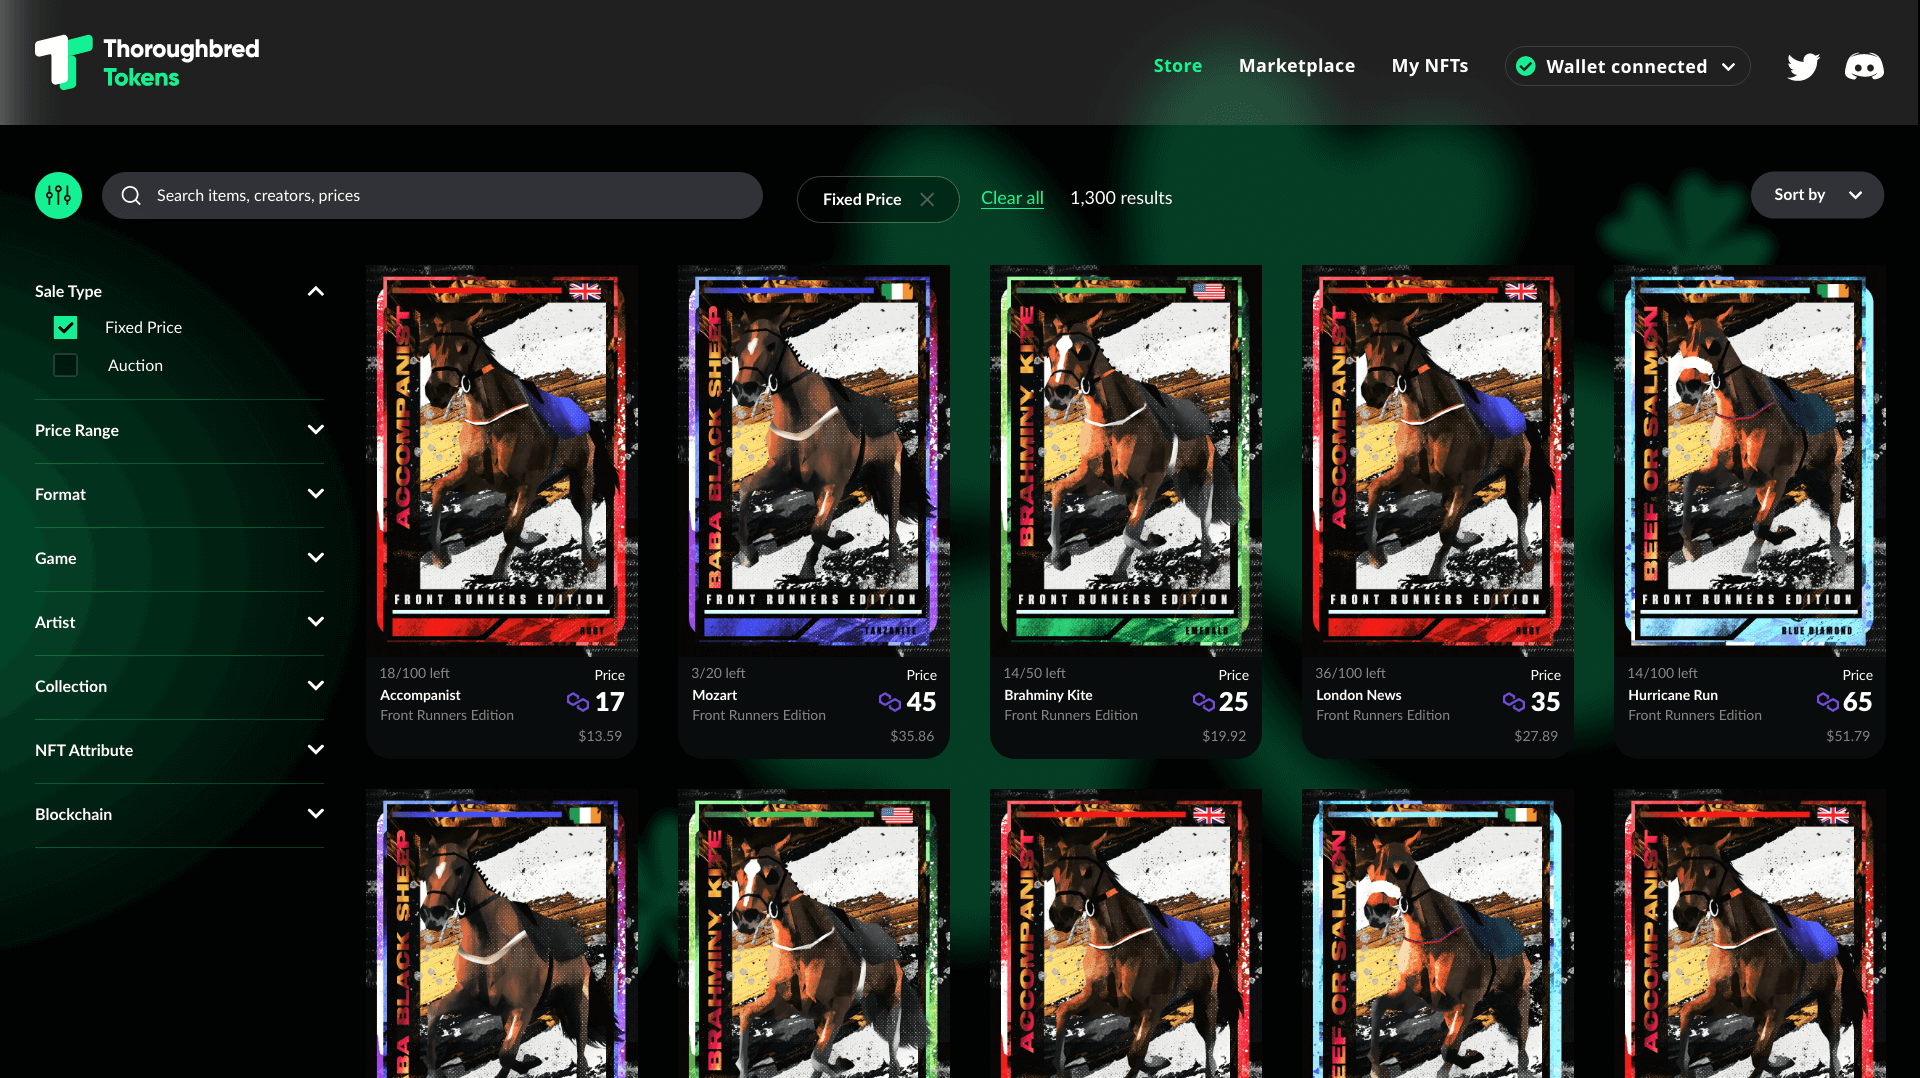 Thoroughbred
Tokens
Store
Marketplace
My NFTs
Wallet connected
Search items, creators, prices
Fixed Price
Clear all
1,300 results
Sort by
Sale Type
Fixed Price
Auction
Price Range
Format
Game
Artist
Collection
NFT Attribute
Blockchain
ACCOMPANIST
FRONT RUNNERS EDITION
RUBY
18/100 left
Accompanist
Front Runners Edition
Price
17
$13.59
BABA BLACK SHEEP
FRONT RUNNERS EDITION
TANZANITE
3/20 left
Mozart
Front Runners Edition
Price
45
$35.86
BRAHMINY KITE
FRONT RUNNERS EDITION
EMERALD
14/50 left
Brahminy Kite
Front Runners Edition
Price
25
$19.92
ACCOMPANIST
FRONT RUNNERS EDITION
RUBY
36/100 left
London News
Front Runners Edition
Price
35
$27.89
BEEF OR SALMON
FRONT RUNNERS EDITION
BLUE DIAMOND
14/100 left
Hurricane Run
Front Runners Edition
Price
65
$51.79
BA BLACK SHEEP
BRAHMINY KITE
ACCOMPANIST
EEF OR SALMON
ACCOMPANIST